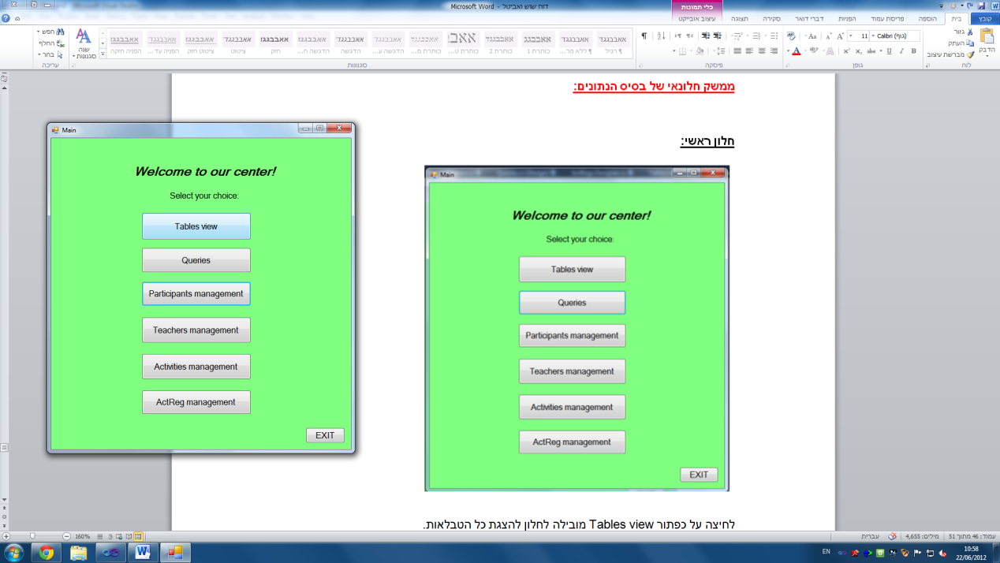 דוח שוש ואביטל - Microsoft Word
כלי תמונות
קובץ
בית
הוספה
פריסת עמוד
הפניות
דברי דואר
סקירה
תצוגה
עיצוב אובייקט
הדבק
גזור
העתק
מברשת עיצוב
לוח
Calibri (גוף)
11
גופן
פיסקה
אאבבגגד
¶ רגיל
אאבבגגד
¶ ללא מר...
אאבבגגד
כותרת 1
אאבבגגד
כותרת 2
אאב
כותרת ט...
כותרת מ...
הדגשה ע...
אאבבגגד
הדגשה
אאבבגגד
הדגשה ח...
אאבבגגד
חזק
אאבבגגד
ציטוט
אאבבגגד
ציטוט חזק
אאבבגגד
הפניה עד...
אאבבגגד
הפניה חזקה
שנה
סגנונות
סגנונות
חפש
החלף
בחר
עריכה
ממשק חלונאי של בסיס הנתונים:
חלון ראשי:
Main
Welcome to our center!
Select your choice:
Tables view
Queries
Participants management
Teachers management
Activities management
ActReg management
EXIT
Main
Welcome to our center!
Select your choice:
Tables view
Queries
Participants management
Teachers management
Activities management
ActReg management
EXIT
לחיצה על כפתור Tables view מובילה לחלון להצגת כל הטבלאות.
עמוד: 46 מתוך 51
מילים: 4,655
עברית
160%
EN
10:58
22/06/2012